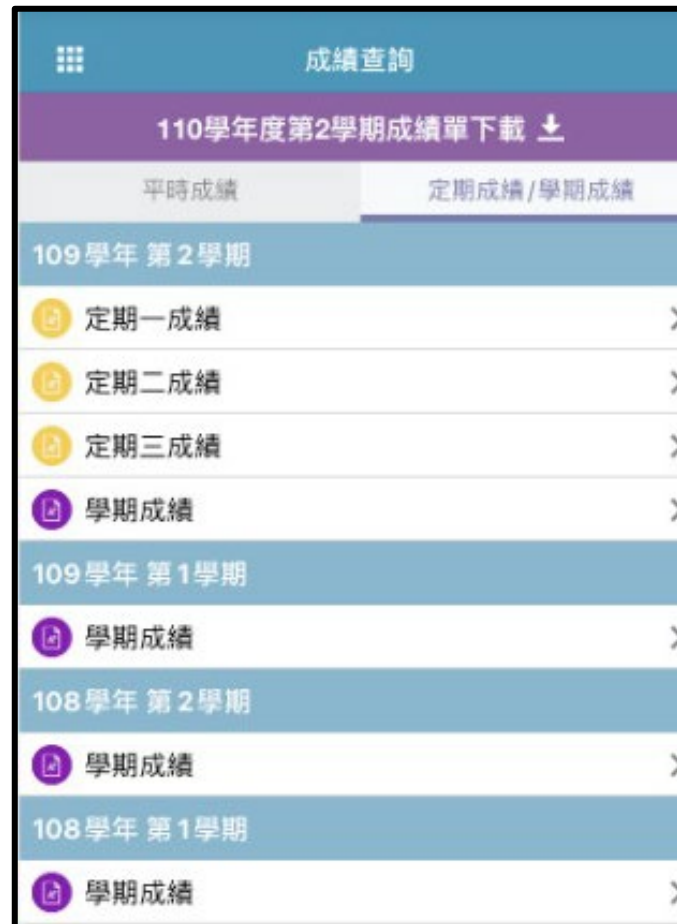 成績查詢
110學年度第2學期成績單下載
平時成績 定期成績/學期成績
109學年 第2學期
定期一成績
定期二成績
定期三成績
學期成績
109學年 第1學期
學期成績
108學年 第2學期
學期成績
108學年 第1學期
學期成績